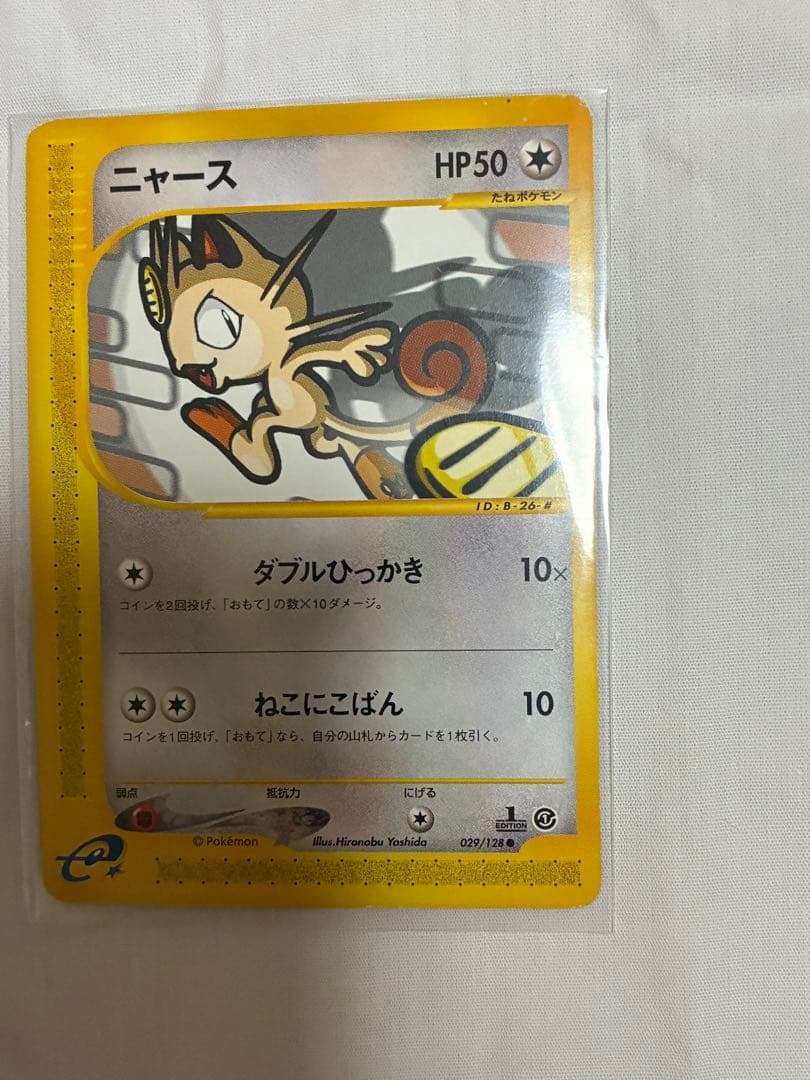 ニャース HP50
たねポケモン
ID:B-26-#
ダブルひっかき 10×
コインを2回投げ、「おもて」の数×10ダメージ。
ねこにこばん 10
コインを1回投げ、「おもて」なら、自分の山札からカードを1枚引く。
弱点 抵抗力 にげる
1 EDITION
© Pokémon Illus.Hironobu Yoshida 029/128 ●
e